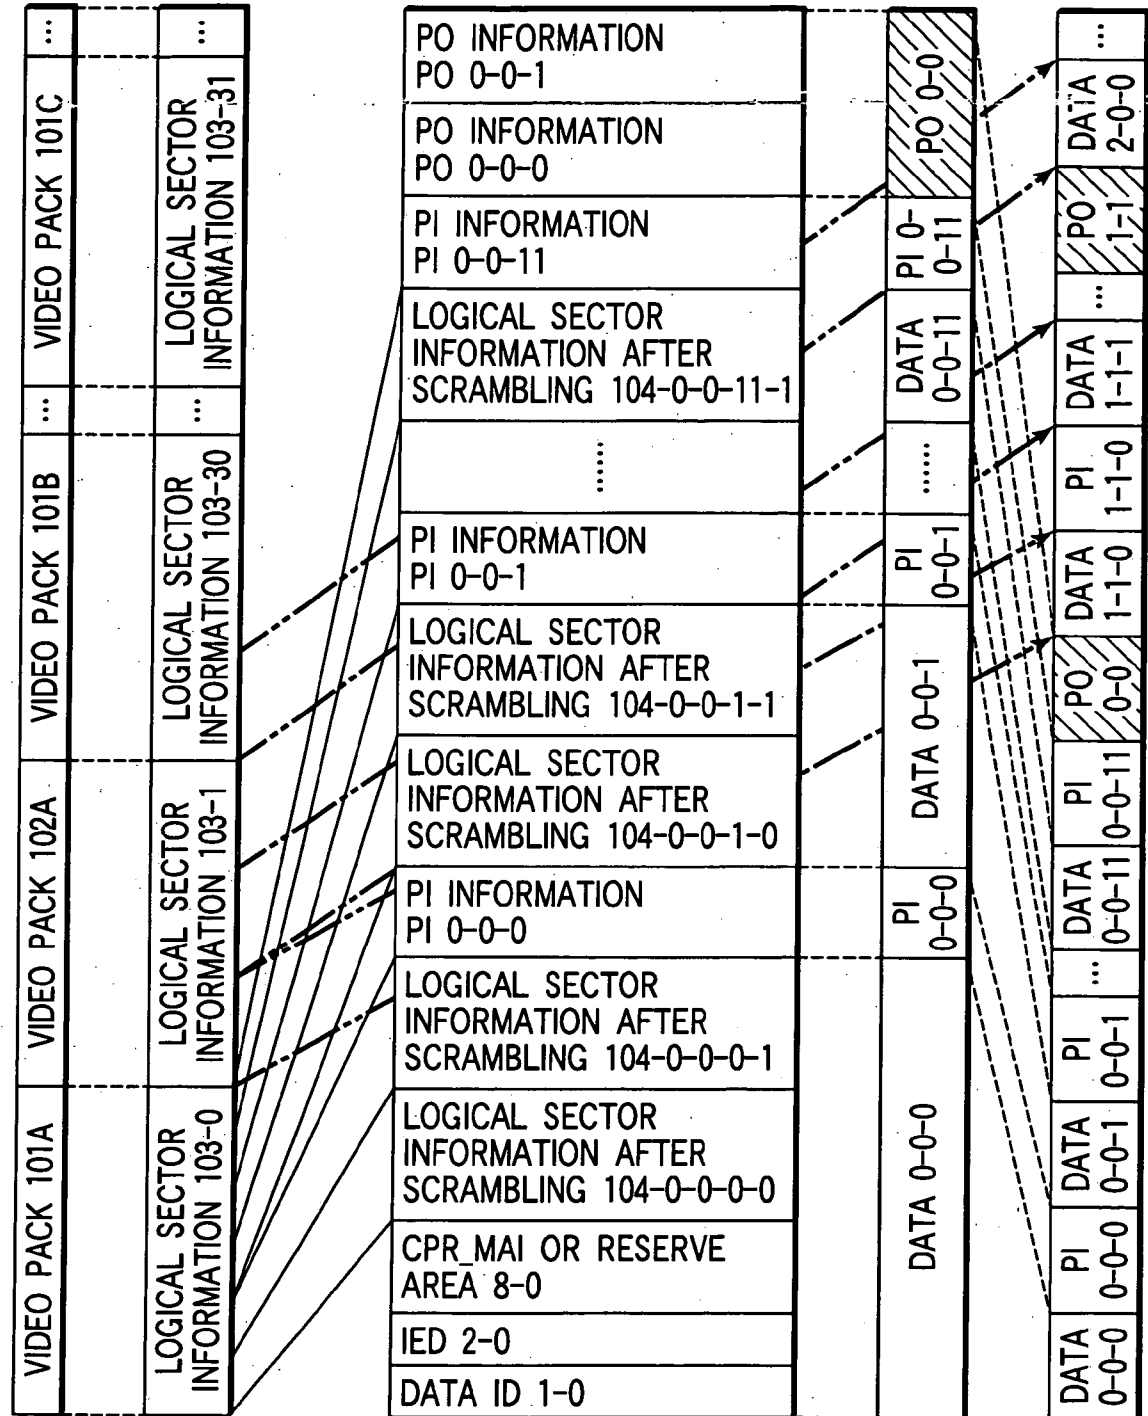 VIDEO PACK 101A
VIDEO PACK 102A
VIDEO PACK 101B
...
VIDEO PACK 101C
...
LOGICAL SECTOR
INFORMATION 103-0
LOGICAL SECTOR
INFORMATION 103-1
LOGICAL SECTOR
INFORMATION 103-30
...
LOGICAL SECTOR
INFORMATION 103-31
...
PO INFORMATION
PO 0-0-1
PO INFORMATION
PO 0-0-0
PI INFORMATION
PI 0-0-11
LOGICAL SECTOR
INFORMATION AFTER
SCRAMBLING 104-0-0-11-1
......
PI INFORMATION
PI 0-0-1
LOGICAL SECTOR
INFORMATION AFTER
SCRAMBLING 104-0-0-1-1
LOGICAL SECTOR
INFORMATION AFTER
SCRAMBLING 104-0-0-1-0
PI INFORMATION
PI 0-0-0
LOGICAL SECTOR
INFORMATION AFTER
SCRAMBLING 104-0-0-0-1
LOGICAL SECTOR
INFORMATION AFTER
SCRAMBLING 104-0-0-0-0
CPR_MAI OR RESERVE
AREA 8-0
IED 2-0
DATA ID 1-0
DATA 0-0-0
PI
0-0-0
DATA 0-0-1
PI
0-0-1
......
DATA
0-0-11
PI 0-
0-11
PO 0-0
DATA
0-0-0
PI
0-0-0
DATA
0-0-1
PI
0-0-1
...
DATA
0-0-11
PI
0-0-11
PO
0-0
DATA
1-1-0
PI
1-1-0
DATA
1-1-1
...
PO
1-1
DATA
2-0-0
...